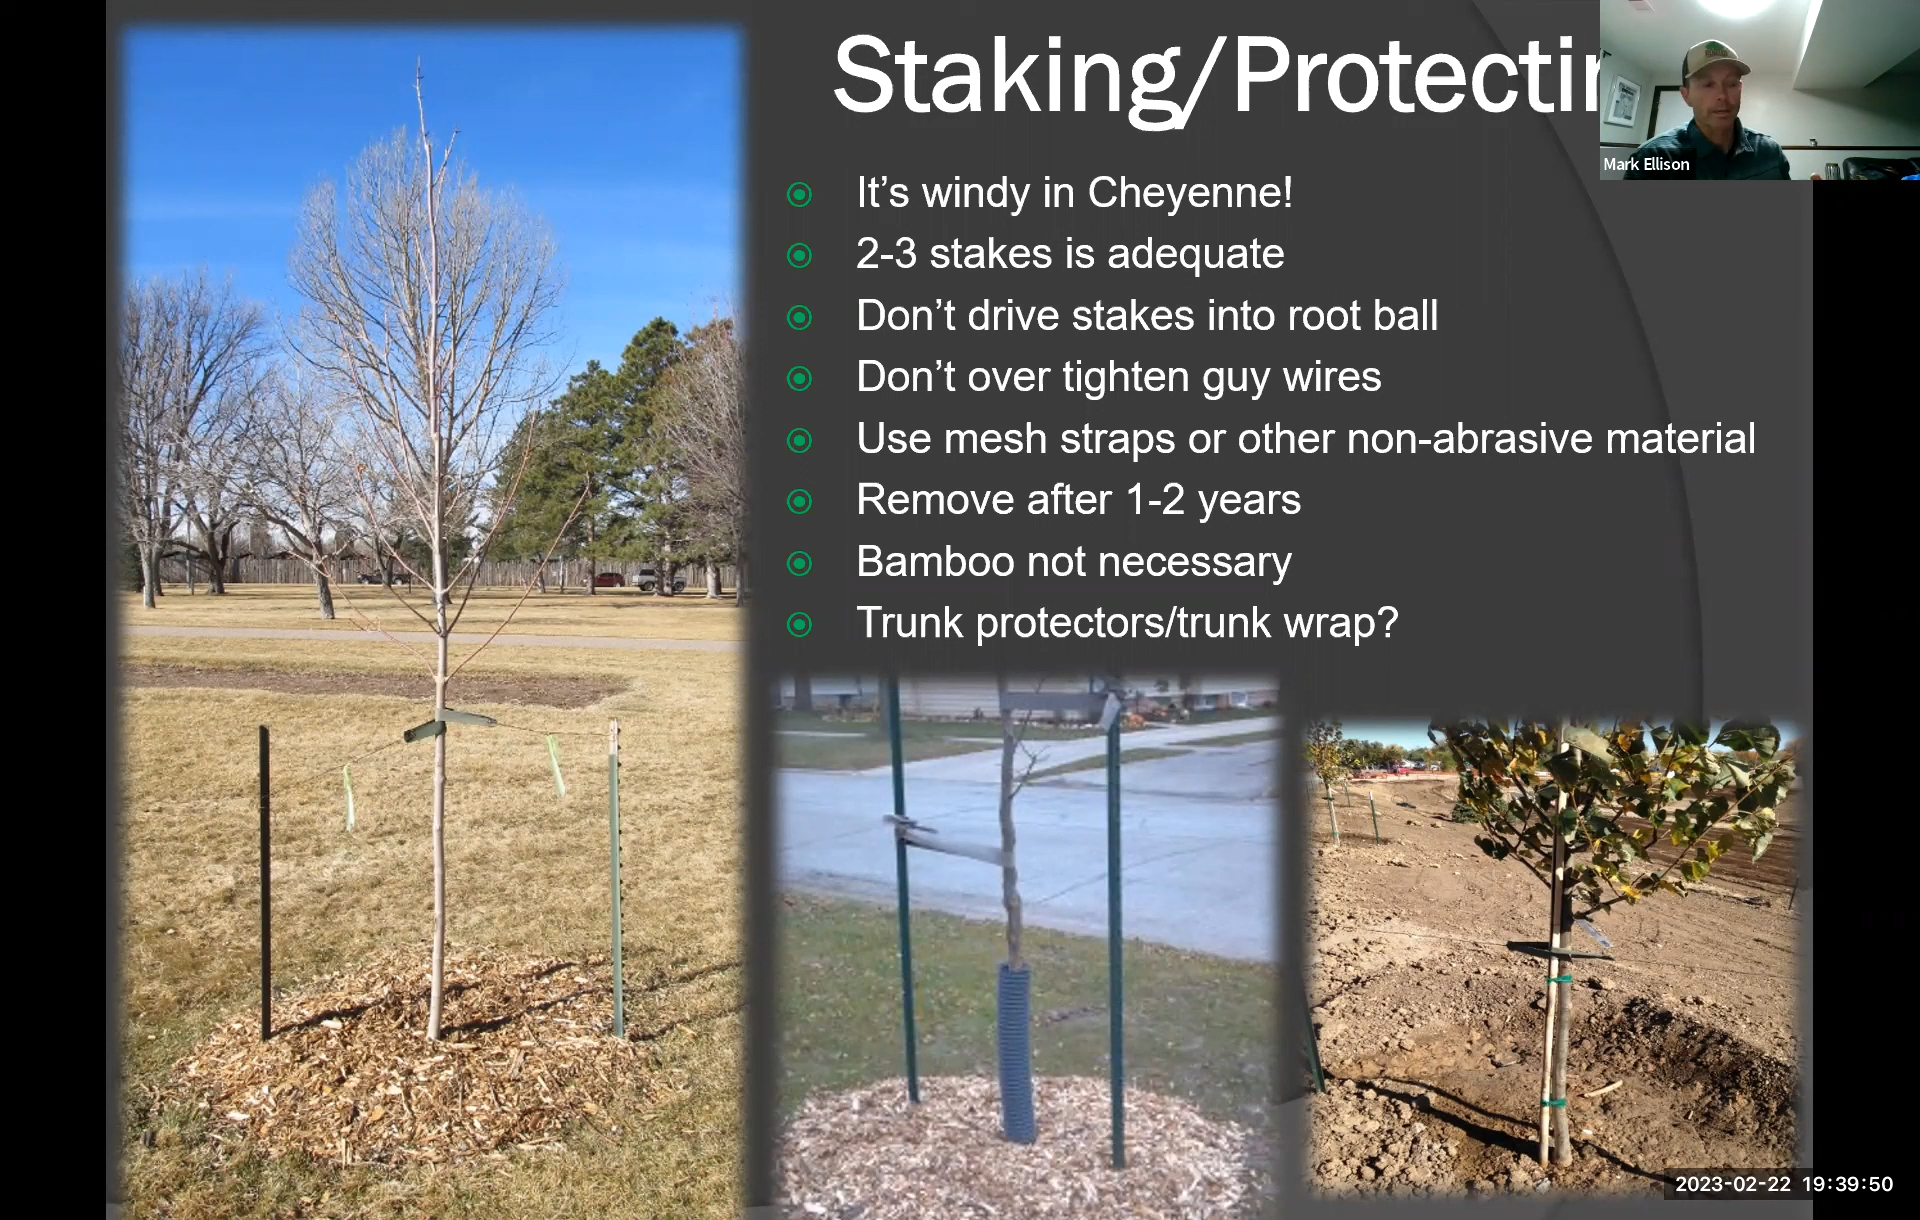 Staking/Protectin
Mark Ellison
It’s windy in Cheyenne!
2-3 stakes is adequate
Don’t drive stakes into root ball
Don’t over tighten guy wires
Use mesh straps or other non-abrasive material
Remove after 1-2 years
Bamboo not necessary
Trunk protectors/trunk wrap?
2023-02-22 19:39:50